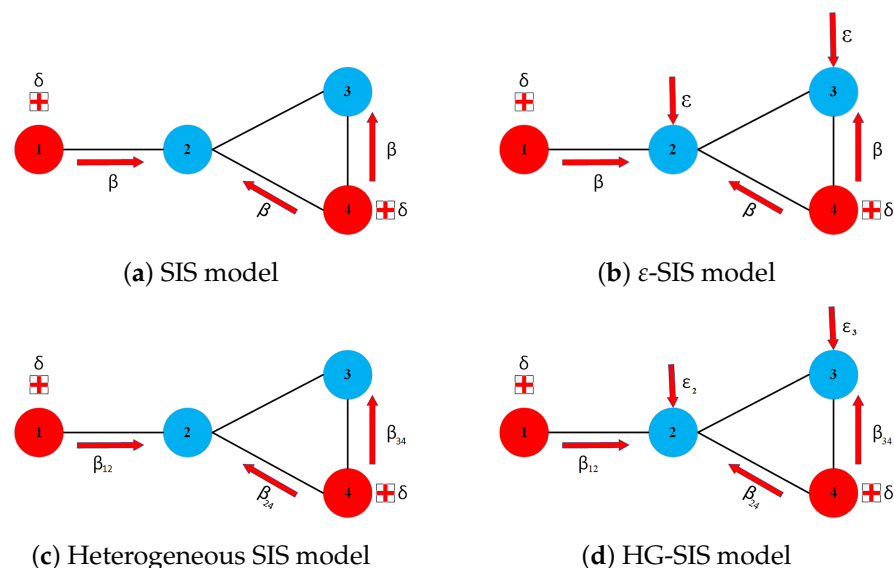 δ
1
β
2
3
β
β
4
δ
(a) SIS model
δ
1
β
2
ε
ε
3
β
β
4
δ
(b) ε-SIS model
δ
1
β₁₂
2
3
β₃₄
β₂₄
4
δ
(c) Heterogeneous SIS model
δ
1
β₁₂
2
ε₂
ε₃
3
β₃₄
β₂₄
4
δ
(d) HG-SIS model